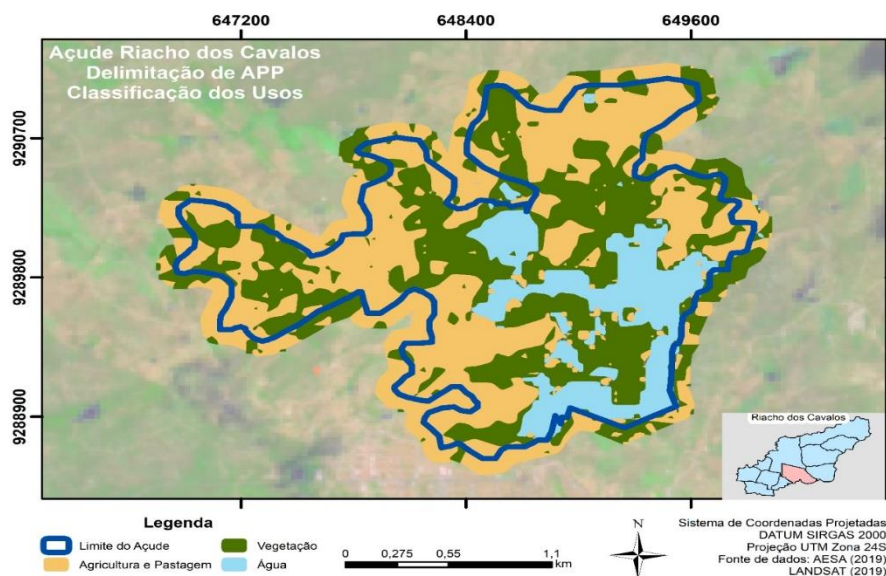 647200 648400 649600
Açude Riacho dos Cavalos
Delimitação de APP
Classificação dos Usos
9290700
9289800
9288900
Riacho dos Cavalos
Legenda
Limite do Açude
Vegetação
Agricultura e Pastagem
Água
0 0,275 0,55 1,1
km
N
Sistema de Coordenadas Projetadas
DATUM SIRGAS 2000
Projeção UTM Zona 24S
Fonte de dados: AESA (2019)
LANDSAT (2019)